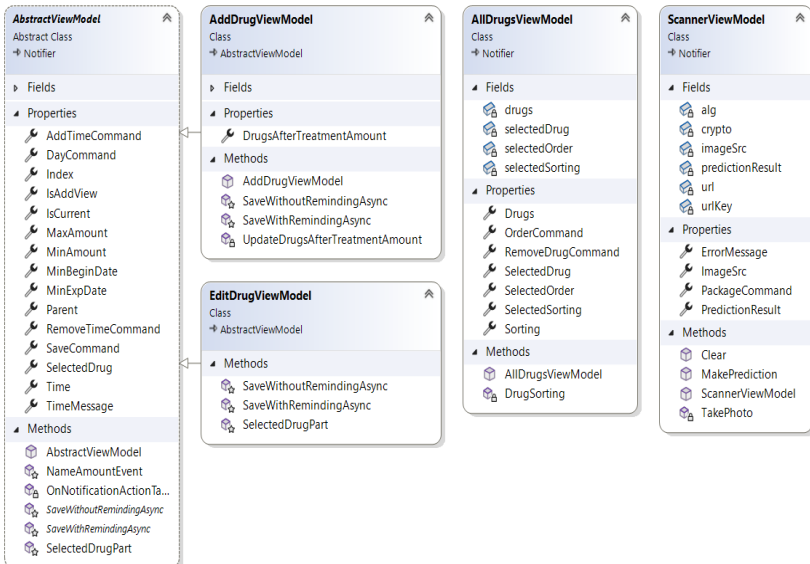 AbstractViewModel
Abstract Class
Notifier
Fields
Properties
AddTimeCommand
DayCommand
Index
IsAddView
IsCurrent
MaxAmount
MinAmount
MinBeginDate
MinExpDate
Parent
RemoveTimeCommand
SaveCommand
SelectedDrug
Time
TimeMessage
Methods
AbstractViewModel
NameAmountEvent
OnNotificationActionTa...
SaveWithoutRemindingAsync
SaveWithRemindingAsync
SelectedDrugPart
AddDrugViewModel
Class
AbstractViewModel
Fields
Properties
DrugsAfterTreatmentAmount
Methods
AddDrugViewModel
SaveWithoutRemindingAsync
SaveWithRemindingAsync
UpdateDrugsAfterTreatmentAmount
EditDrugViewModel
Class
AbstractViewModel
Methods
SaveWithoutRemindingAsync
SaveWithRemindingAsync
SelectedDrugPart
AllDrugsViewModel
Class
Notifier
Fields
drugs
selectedDrug
selectedOrder
selectedSorting
Properties
Drugs
OrderCommand
RemoveDrugCommand
SelectedDrug
SelectedOrder
SelectedSorting
Sorting
Methods
AllDrugsViewModel
DrugSorting
ScannerViewModel
Class
Notifier
Fields
alg
crypto
imageSrc
predictionResult
url
urlKey
Properties
ErrorMessage
ImageSrc
PackageCommand
PredictionResult
Methods
Clear
MakePrediction
ScannerViewModel
TakePhoto